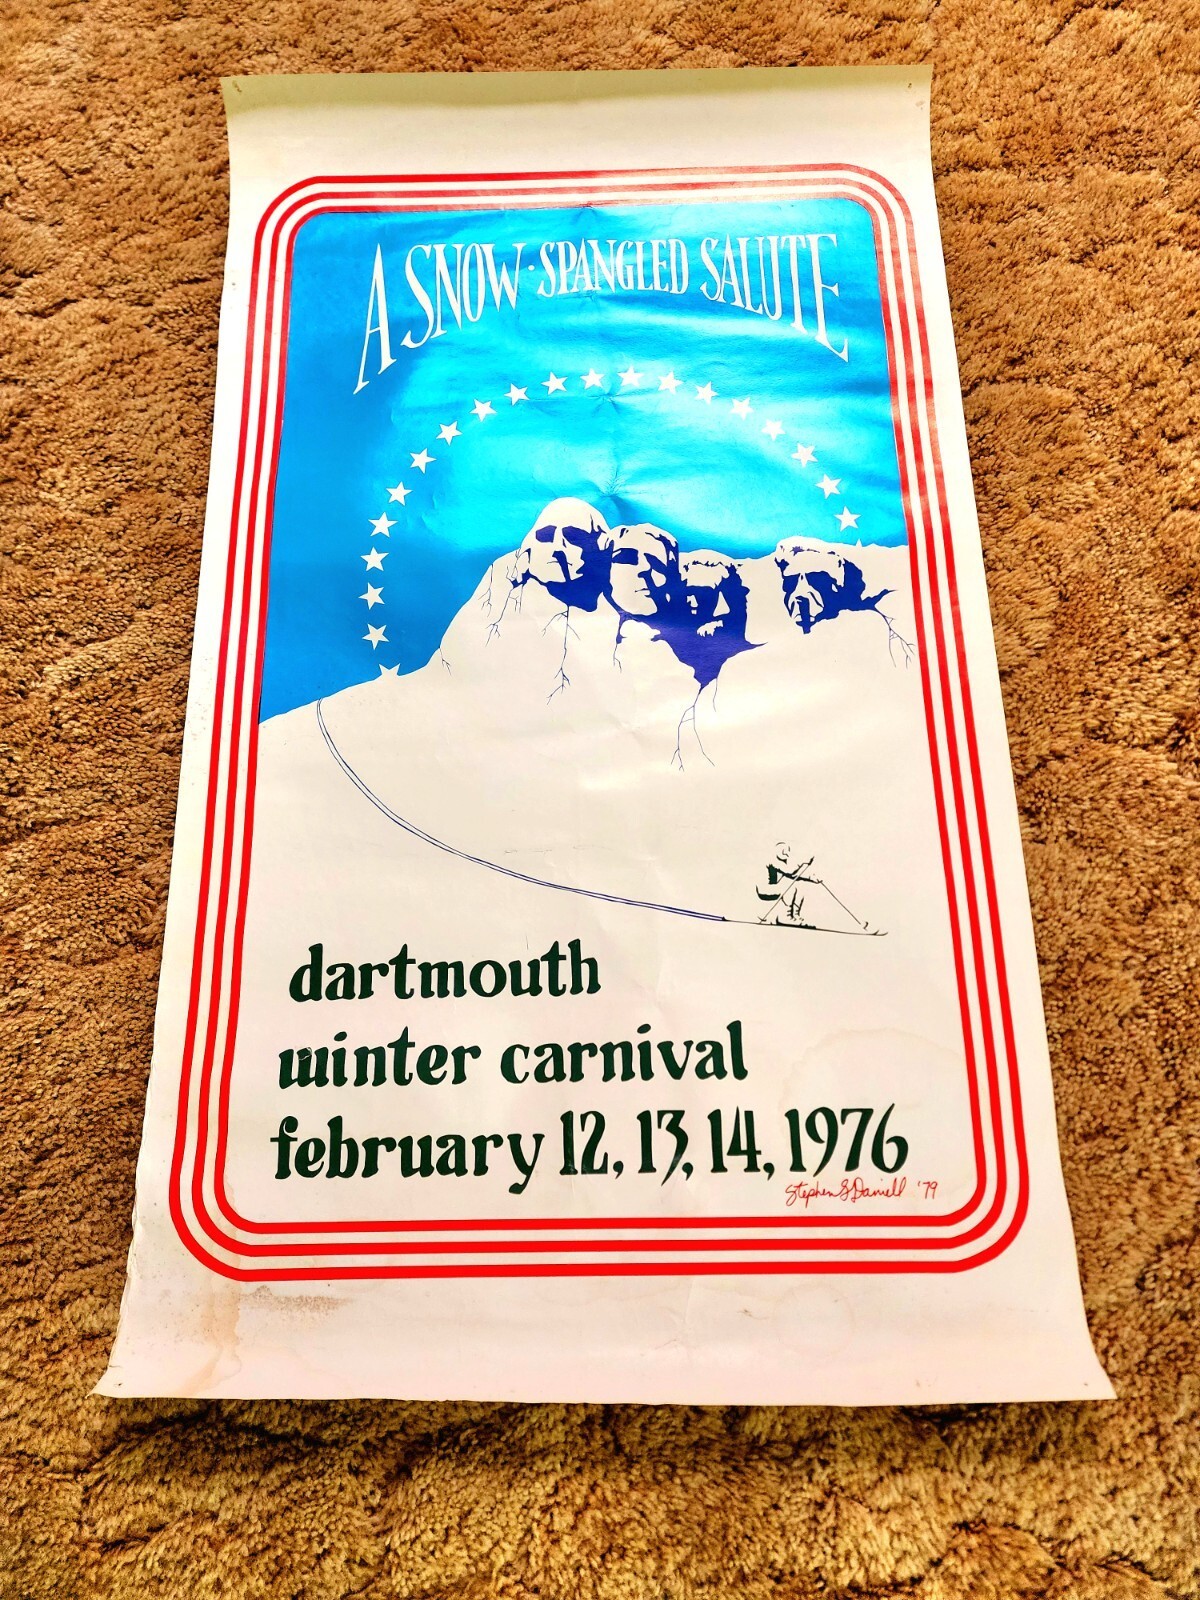 A SNOW·SPANGLED SALUTE
dartmouth
winter carnival
february 12, 13, 14, 1976
Stephen G Daniell '79